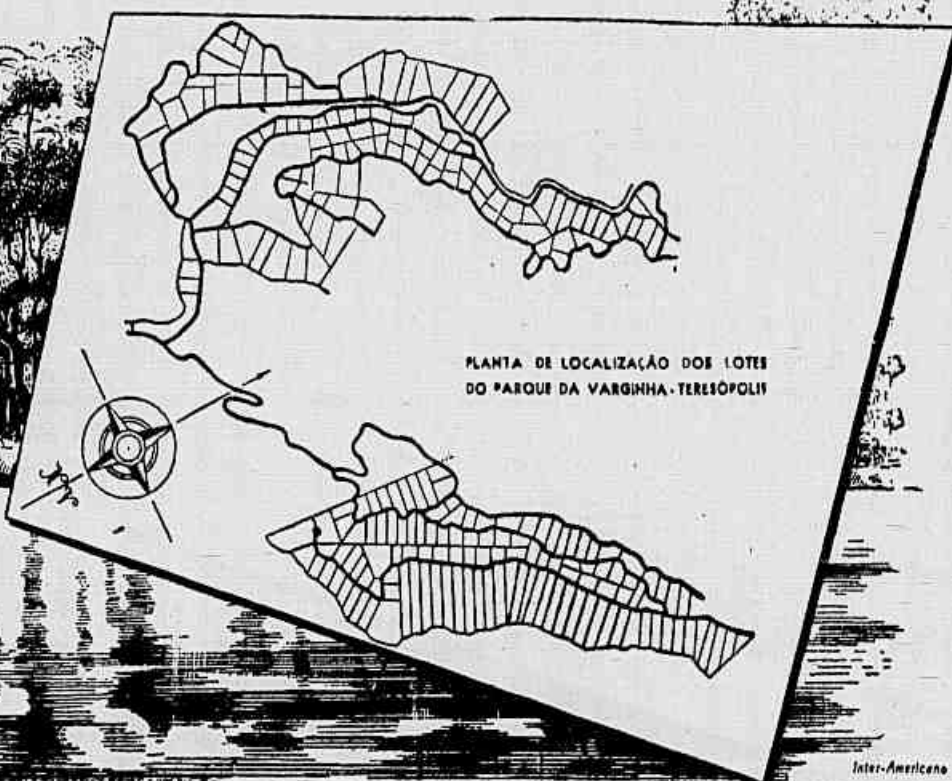 PLANTA DE LOCALIZAÇÃO DOS LOTES
DO PARQUE DA VARGINHA-TERESÓPOLIS
Inter-Americana